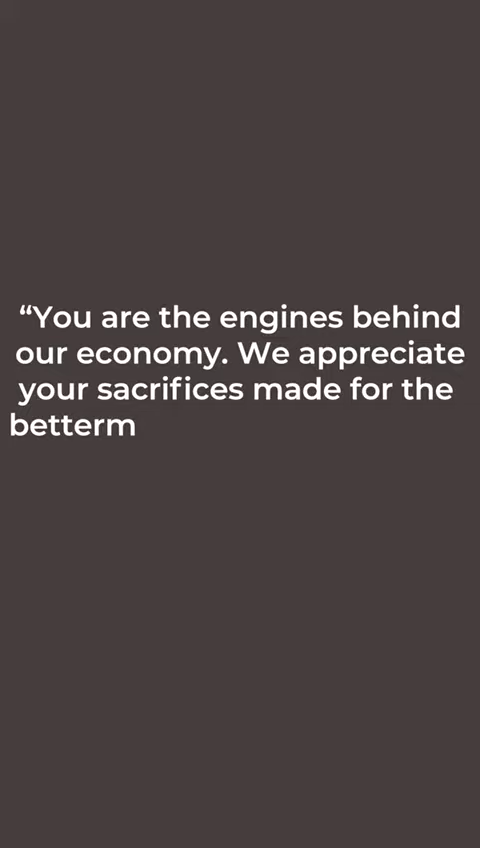 “You are the engines behind
our economy. We appreciate
your sacrifices made for the
betterm